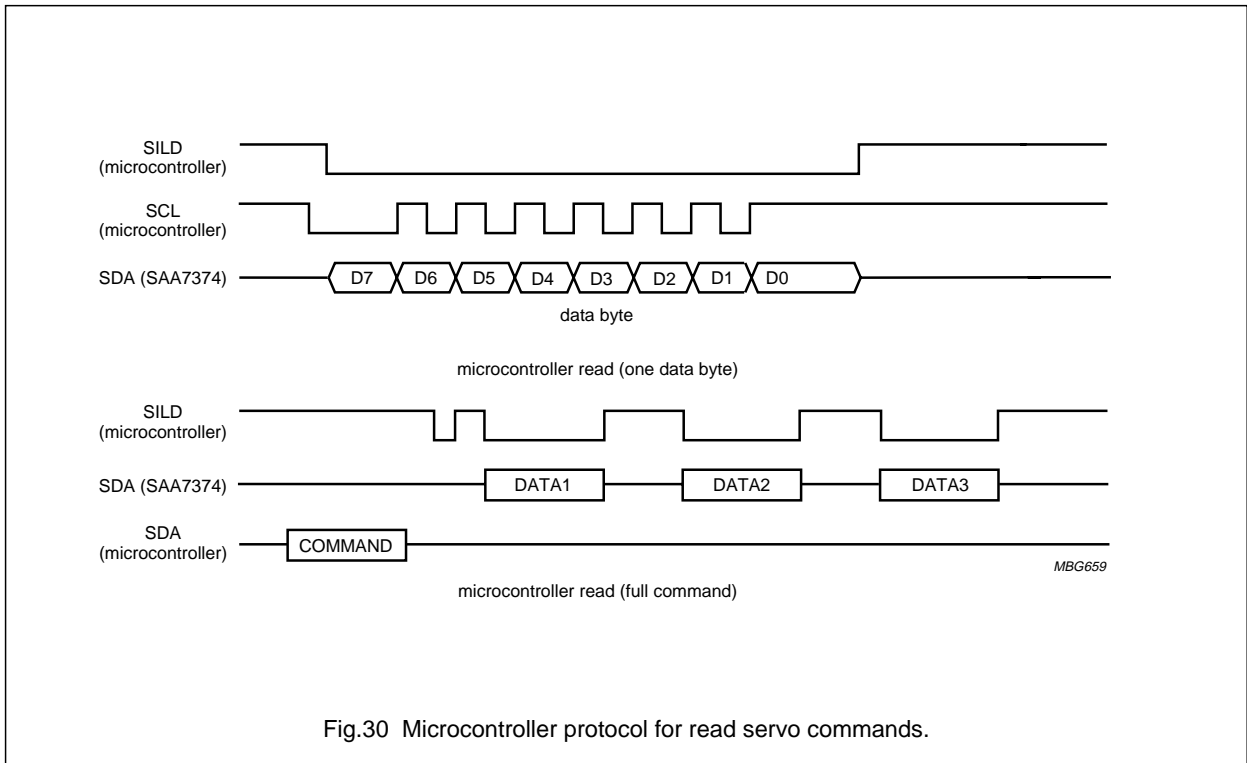 SILD
(microcontroller)
SCL
(microcontroller)
SDA (SAA7374)
D7 D6 D5 D4 D3 D2 D1 D0
data byte
microcontroller read (one data byte)
SILD
(microcontroller)
SDA (SAA7374)
DATA1 DATA2 DATA3
SDA
(microcontroller)
COMMAND
MBG659
microcontroller read (full command)
Fig.30 Microcontroller protocol for read servo commands.